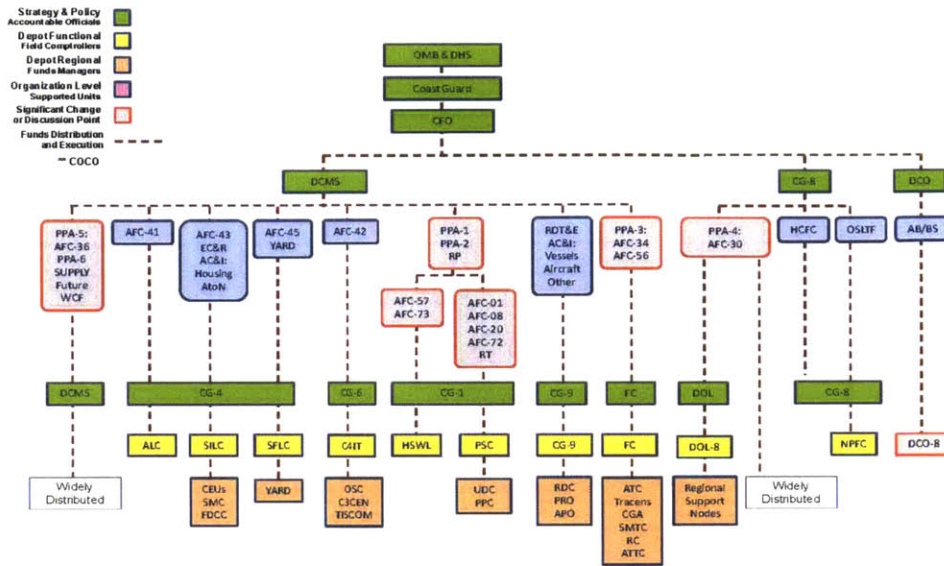 Strategy & Policy
Accountable Officials
Depot Functional
Field Comptrollers
Depot Regional
Funds Managers
Organization Level
Supported Units
Significant Change
or Discussion Point
Funds Distribution
and Execution
COCO
OMB & DHS
Coast Guard
CFO
DCMS
CG-8
DCO
PPA-5:
AFC-36
PPA-6
SUPPLY
Future
WCF
AFC-41
AFC-43
EC&R
AC&I:
Housing
AtoN
AFC-45
YARD
AFC-42
PPA-1
PPA-2
RP
RDT&E
AC&I:
Vessels
Aircraft
Other
PPA-3:
AFC-34
AFC-56
PPA-4:
AFC-30
HCFC
OSLTF
AB/BS
AFC-57
AFC-73
AFC-01
AFC-08
AFC-20
AFC-72
RT
DCMS
CG-4
CG-6
CG-1
CG-9
FC
DOL
CG-8
ALC
SILC
SFLC
C4IT
HSWL
PSC
CG-9
FC
DOL-8
NPFC
DCO-8
Widely
Distributed
CEUs
SMC
FDCC
YARD
OSC
C3CEN
TISCOM
UDC
PPC
RDC
PRO
APO
ATC
Tracens
CGA
SMTC
RC
ATTC
Regional
Support
Nodes
Widely
Distributed